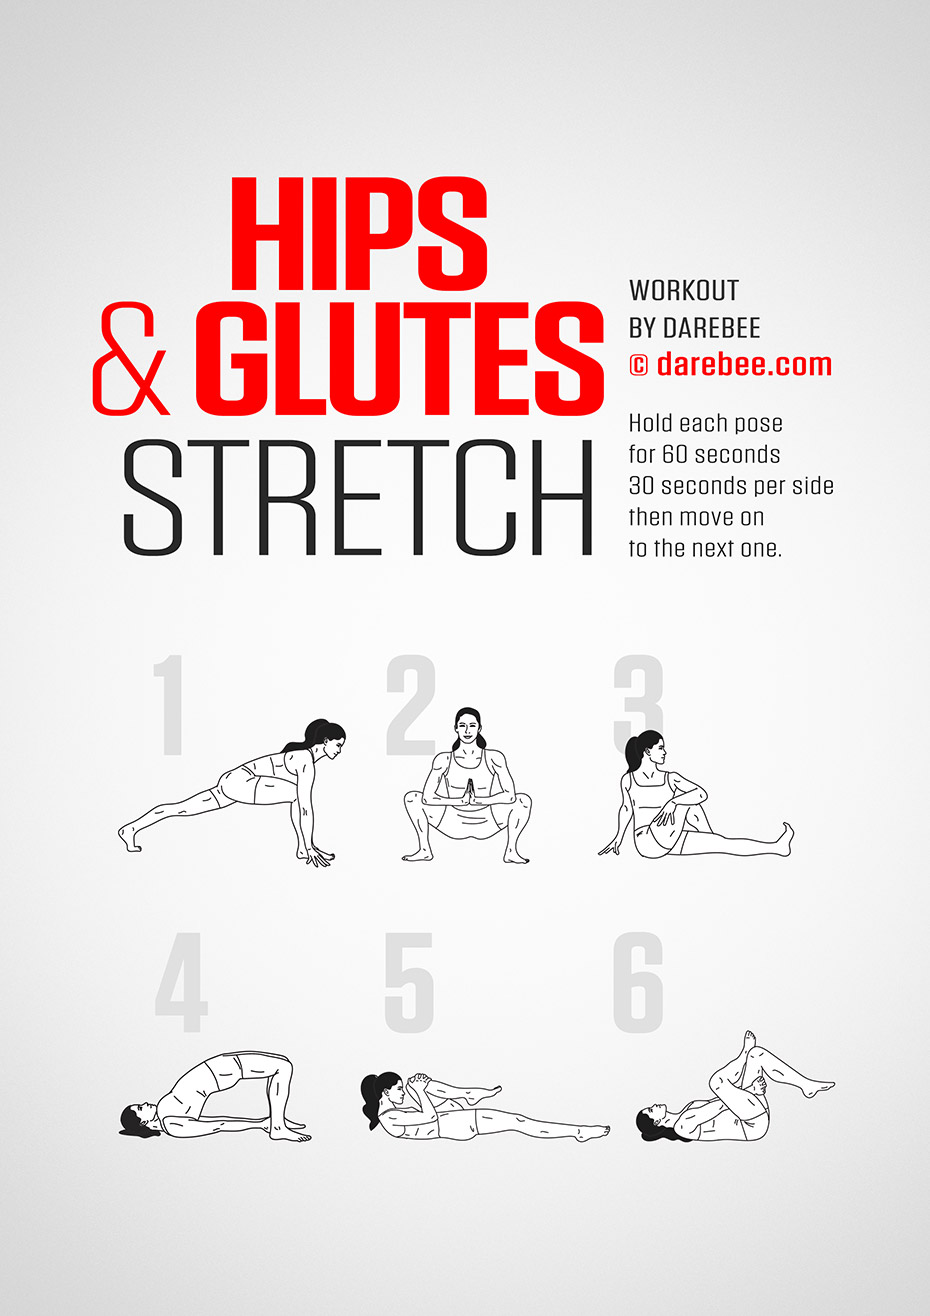 HIPS
& GLUTES
STRETCH
WORKOUT
BY DAREBEE
© darebee.com
Hold each pose
for 60 seconds
30 seconds per side
then move on
to the next one.
1
2
3
4
5
6